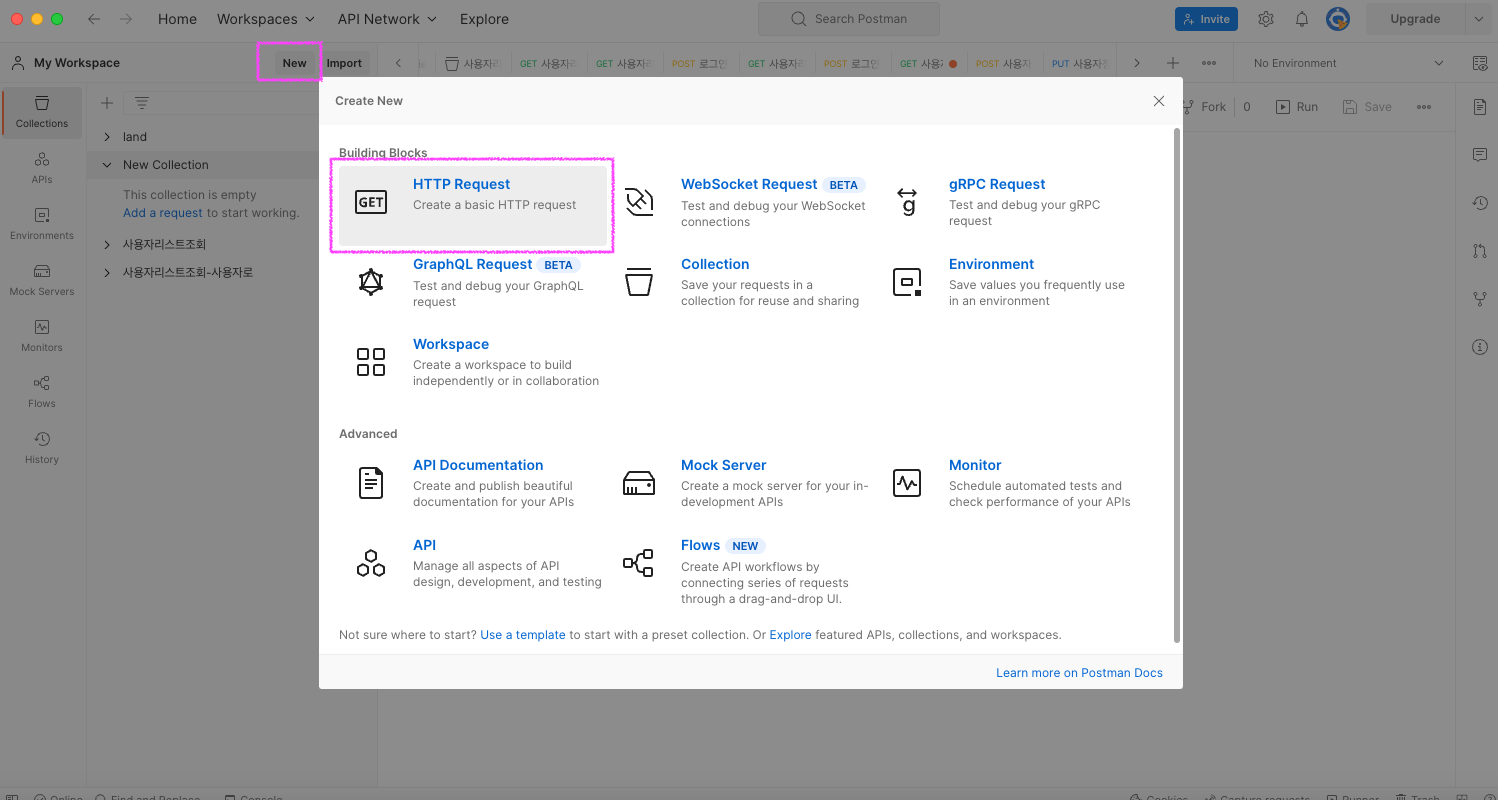 Home Workspaces API Network Explore Search Postman Invite Upgrade
My Workspace New Import GET 사용자리 GET 사용자리 POST 로그인 GET 사용자리 POST 로그인 GET POST 사용자 PUT No Environment
Create New
Fork 0 Run Save
Collections
land
New Collection
This collection is empty
Add a request to start working.
사용자리스트조회
사용자리스트조회-사용자로
APIs
Environments
Mock Servers
Monitors
Flows
History
Building Blocks
GET
HTTP Request
Create a basic HTTP request
WebSocket Request BETA
Test and debug your WebSocket
connections
g
gRPC Request
Test and debug your gRPC
request
GraphQL Request BETA
Test and debug your GraphQL
request
Collection
Save your requests in a
collection for reuse and sharing
Environment
Save values you frequently use
in an environment
Workspace
Create a workspace to build
independently or in collaboration
Advanced
API Documentation
Create and publish beautiful
documentation for your APIs
Mock Server
Create a mock server for your in-
development APIs
Monitor
Schedule automated tests and
check performance of your APIs
API
Manage all aspects of API
design, development, and testing
Flows NEW
Create API workflows by
connecting series of requests
through a drag-and-drop UI.
Not sure where to start? Use a template to start with a preset collection. Or Explore featured APIs, collections, and workspaces.
Learn more on Postman Docs
Online Find and Replace Console Cookies Capture requests Runner Trash